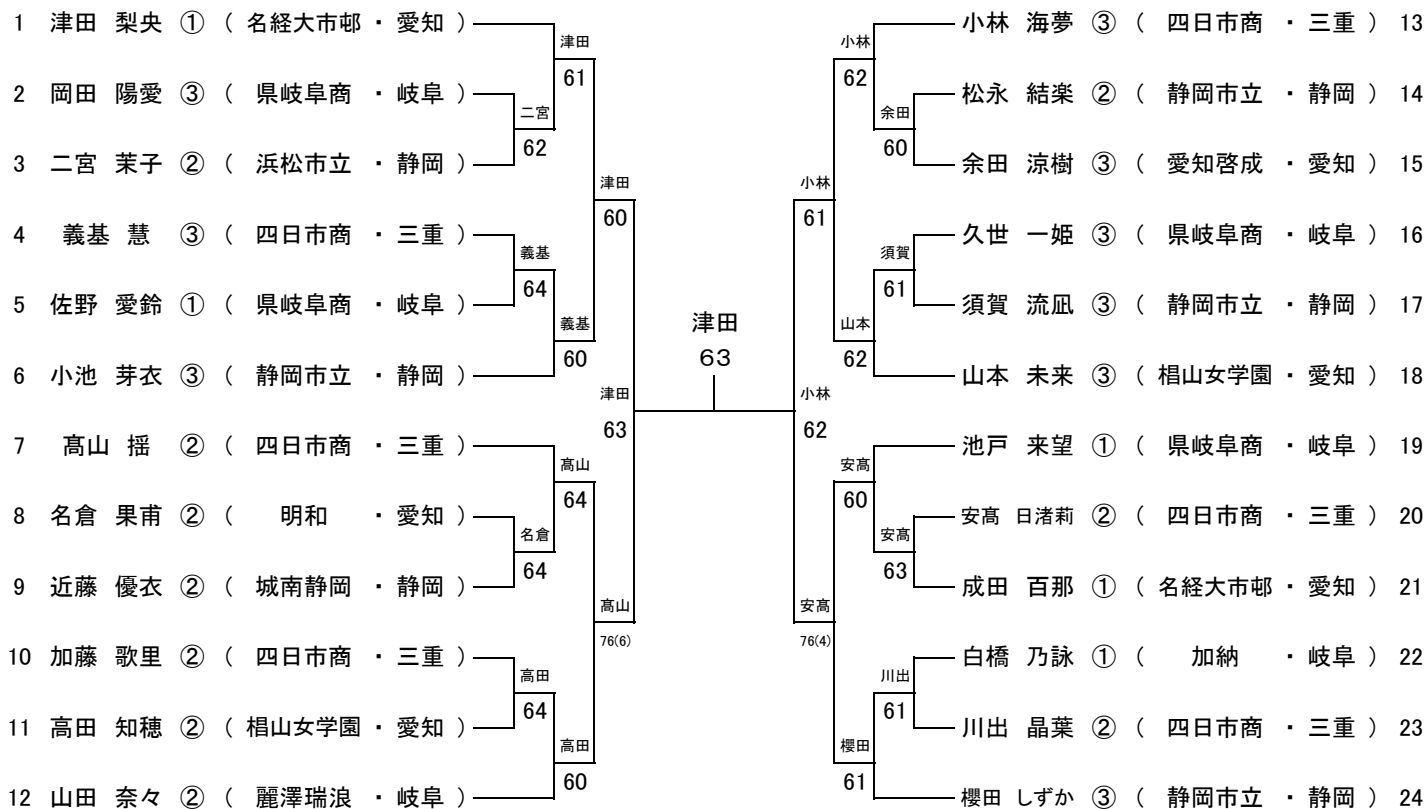 1 津田 梨央 ① ( 名経大市邨 ・ 愛知 ) 小林 海夢 ③ ( 四日市商 ・ 三重 ) 13
津田 小林
61 62
2 岡田 陽愛 ③ ( 県岐阜商 ・ 岐阜 ) 松永 結楽 ② ( 静岡市立 ・ 静岡 ) 14
二宮 余田
62 60
3 二宮 茉子 ② ( 浜松市立 ・ 静岡 ) 余田 涼樹 ③ ( 愛知啓成 ・ 愛知 ) 15
津田 小林
60 61
4 義基 慧 ③ ( 四日市商 ・ 三重 ) 久世 一姫 ③ ( 県岐阜商 ・ 岐阜 ) 16
義基 須賀
64 61
5 佐野 愛鈴 ① ( 県岐阜商 ・ 岐阜 ) 須賀 流凪 ③ ( 静岡市立 ・ 静岡 ) 17
義基 津田 山本
60 63 62
6 小池 芽衣 ③ ( 静岡市立 ・ 静岡 ) 山本 未来 ③ ( 椙山女学園 ・ 愛知 ) 18
津田 小林
63 62
7 髙山 揺 ② ( 四日市商 ・ 三重 ) 池戸 来望 ① ( 県岐阜商 ・ 岐阜 ) 19
髙山 安髙
64 60
8 名倉 果甫 ② ( 明和 ・ 愛知 ) 安髙 日渚莉 ② ( 四日市商 ・ 三重 ) 20
名倉 安髙
64 63
9 近藤 優衣 ② ( 城南静岡 ・ 静岡 ) 成田 百那 ① ( 名経大市邨 ・ 愛知 ) 21
髙山 安髙
76(6) 76(4)
10 加藤 歌里 ② ( 四日市商 ・ 三重 ) 白橋 乃詠 ① ( 加納 ・ 岐阜 ) 22
高田 川出
64 61
11 高田 知穂 ② ( 椙山女学園 ・ 愛知 ) 川出 晶葉 ② ( 四日市商 ・ 三重 ) 23
高田 櫻田
60 61
12 山田 奈々 ② ( 麗澤瑞浪 ・ 岐阜 ) 櫻田 しずか ③ ( 静岡市立 ・ 静岡 ) 24